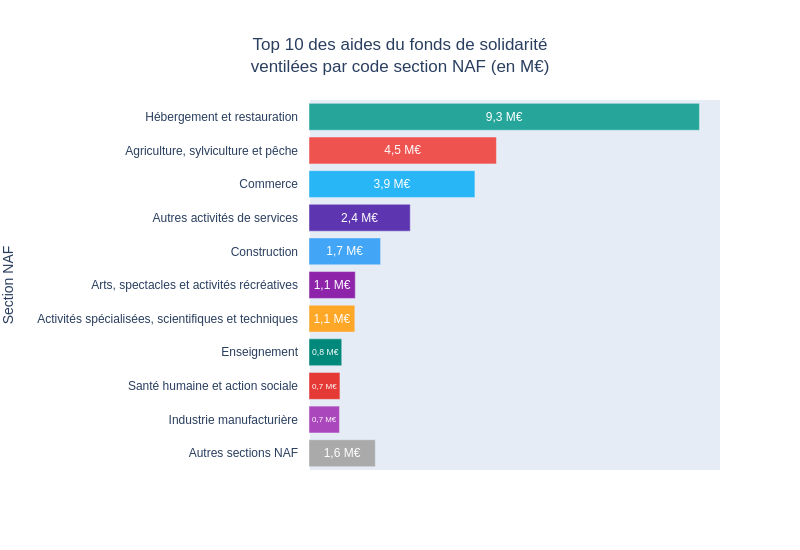 Top 10 des aides du fonds de solidarité
ventilées par code section NAF (en M€)
Section NAF
Hébergement et restauration 9,3 M€
Agriculture, sylviculture et pêche 4,5 M€
Commerce 3,9 M€
Autres activités de services 2,4 M€
Construction 1,7 M€
Arts, spectacles et activités récréatives 1,1 M€
Activités spécialisées, scientifiques et techniques 1,1 M€
Enseignement 0,8 M€
Santé humaine et action sociale 0,7 M€
Industrie manufacturière 0,7 M€
Autres sections NAF 1,6 M€